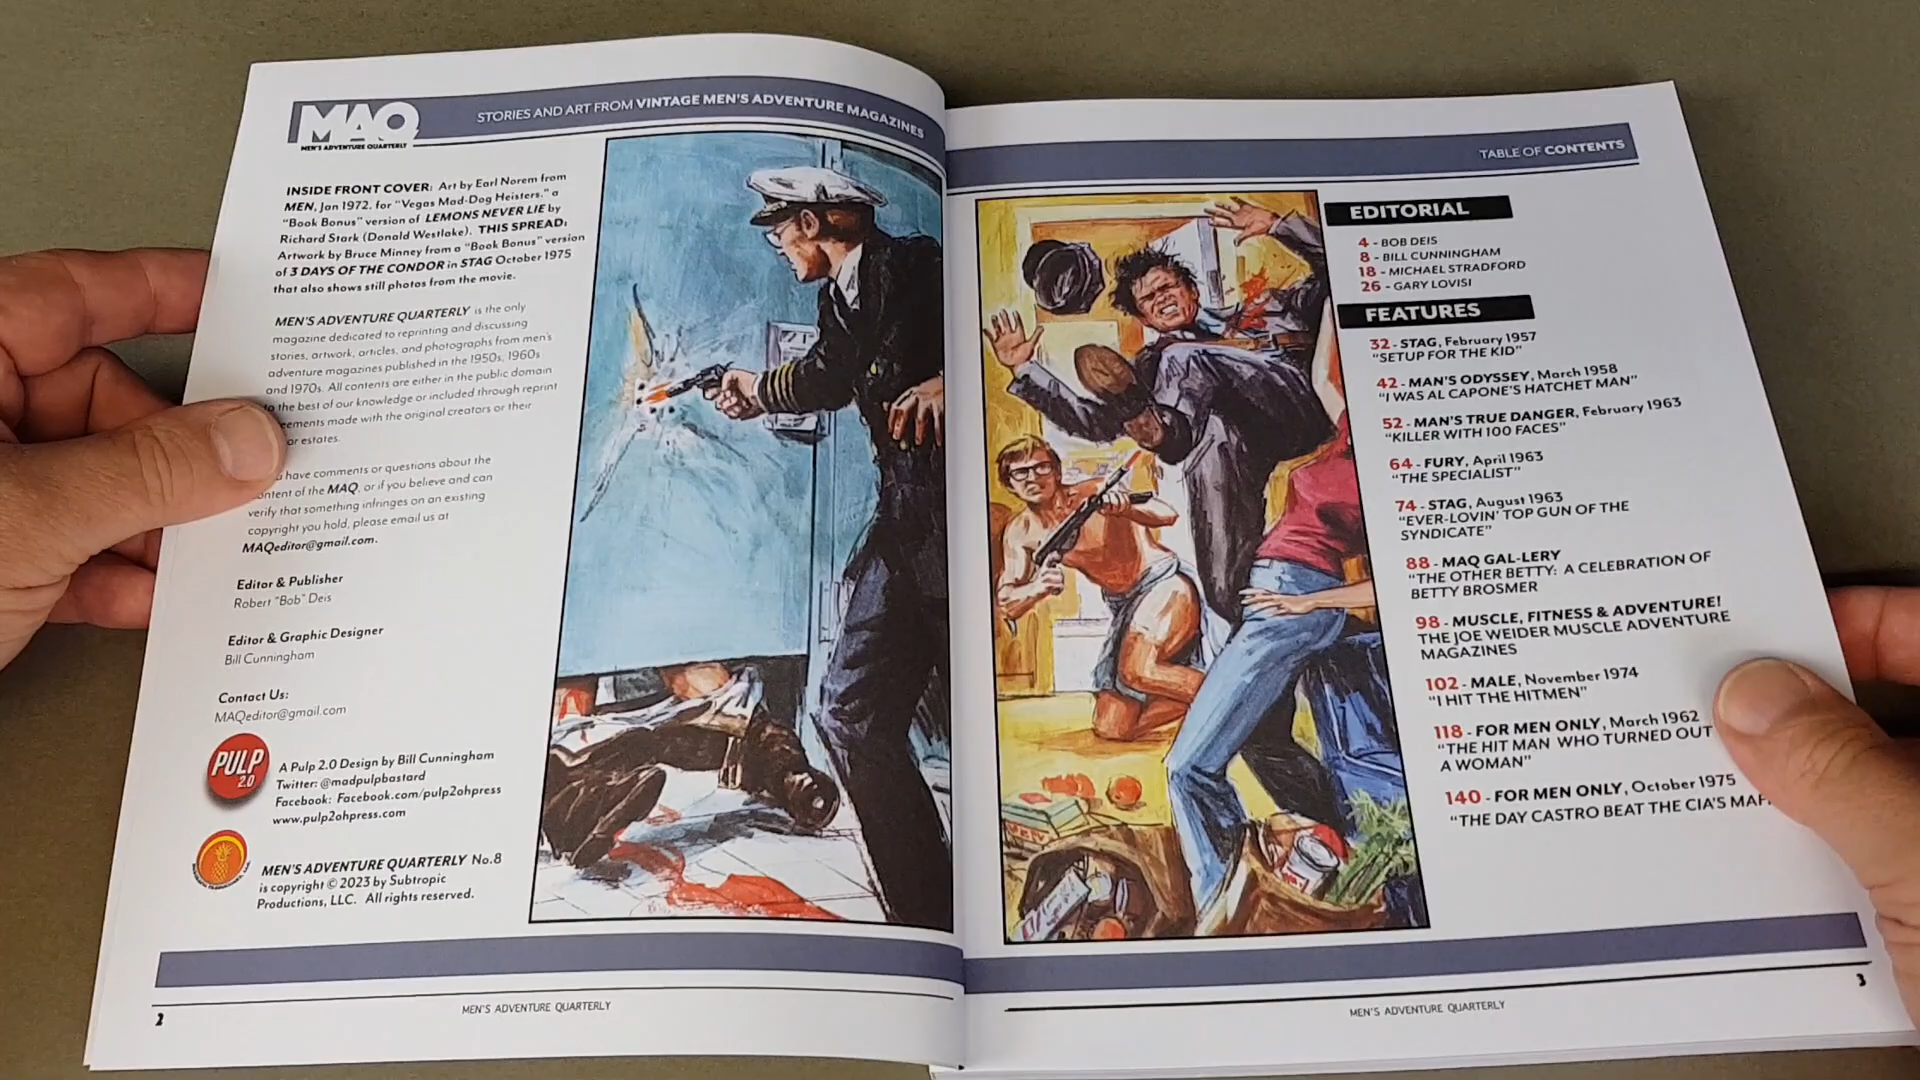 MAQ
MEN'S ADVENTURE QUARTERLY
STORIES AND ART FROM VINTAGE MEN'S ADVENTURE MAGAZINES
INSIDE FRONT COVER: Art by Earl Norem from
MEN, Jan 1972. for "Vegas Mad-Dog Heisters." a
"Book Bonus" version of LEMONS NEVER LIE by
Richard Stark (Donald Westlake). THIS SPREAD:
Artwork by Bruce Minney from a "Book Bonus" version
of 3 DAYS OF THE CONDOR in STAG October 1975
that also shows still photos from the movie.
MEN'S ADVENTURE QUARTERLY is the only
magazine dedicated to reprinting and discussing
stories, artwork, articles, and photographs from men's
adventure magazines published in the 1950s, 1960s
and 1970s. All contents are either in the public domain
the best of our knowledge or included through reprint
made with the original creators or their
or estates.
have comments or questions about the
of the MAQ, or if you believe and can
verify that something infringes on an existing
copyright you hold, please email us at
MAQeditor@gmail.com.
Editor & Publisher
Robert "Bob" Deis
Editor & Graphic Designer
Bill Cunningham
Contact Us:
MAQeditor@gmail.com
PULP
2.0
A Pulp 2.0 Design by Bill Cunningham
Twitter: @madpulpbastard
Facebook: Facebook.com/pulp2ohpress
www.pulp2ohpress.com
MEN'S ADVENTURE QUARTERLY No.8
is copyright © 2023 by Subtropic
Productions, LLC. All rights reserved.
2
MEN'S ADVENTURE QUARTERLY
TABLE OF CONTENTS
EDITORIAL
4 - BOB DEIS
8 - BILL CUNNINGHAM
18 - MICHAEL STRADFORD
26 - GARY LOVISI
FEATURES
32 - STAG, February 1957
"SETUP FOR THE KID"
42 - MAN'S ODYSSEY, March 1958
"I WAS AL CAPONE'S HATCHET MAN"
52 - MAN'S TRUE DANGER, February 1963
"KILLER WITH 100 FACES"
64 - FURY, April 1963
"THE SPECIALIST"
74 - STAG, August 1963
"EVER-LOVIN' TOP GUN OF THE
SYNDICATE"
88 - MAQ GAL-LERY
"THE OTHER BETTY: A CELEBRATION OF
BETTY BROSMER
98 - MUSCLE, FITNESS & ADVENTURE!
THE JOE WEIDER MUSCLE ADVENTURE
MAGAZINES
102 - MALE, November 1974
"I HIT THE HITMEN"
118 - FOR MEN ONLY, March 1962
"THE HIT MAN WHO TURNED OUT
A WOMAN"
140 - FOR MEN ONLY, October 1975
"THE DAY CASTRO BEAT THE CIA'S
MEN'S ADVENTURE QUARTERLY
3